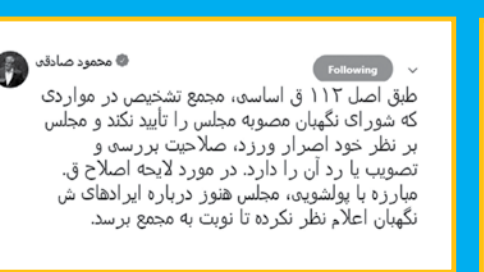 محمود صادقی
Following
طبق اصل ۱۱۲ ق اساسی، مجمع تشخیص در مواردی
که شورای نگهبان مصوبه مجلس را تأیید نکند و مجلس
بر نظر خود اصرار ورزد، صلاحیت بررسی و
تصویب یا رد آن را دارد. در مورد لایحه اصلاح ق.
مبارزه با پولشویی، مجلس هنوز درباره ایرادهای ش
نگهبان اعلام نظر نکرده تا نوبت به مجمع برسد.